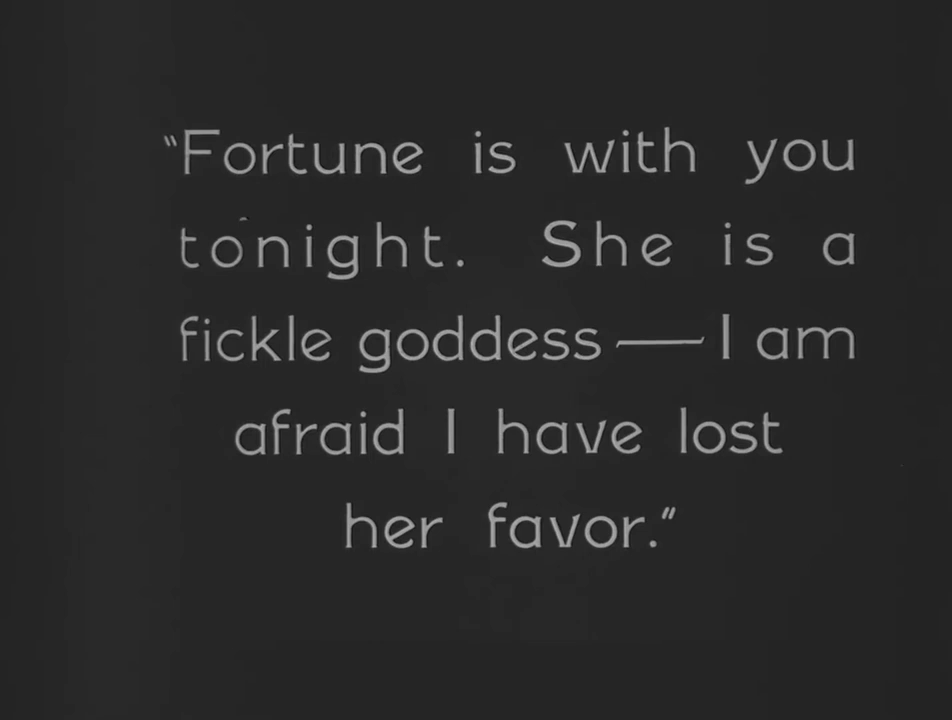 "Fortune is with you
tonight. She is a
fickle goddess — I am
afraid I have lost
her favor."